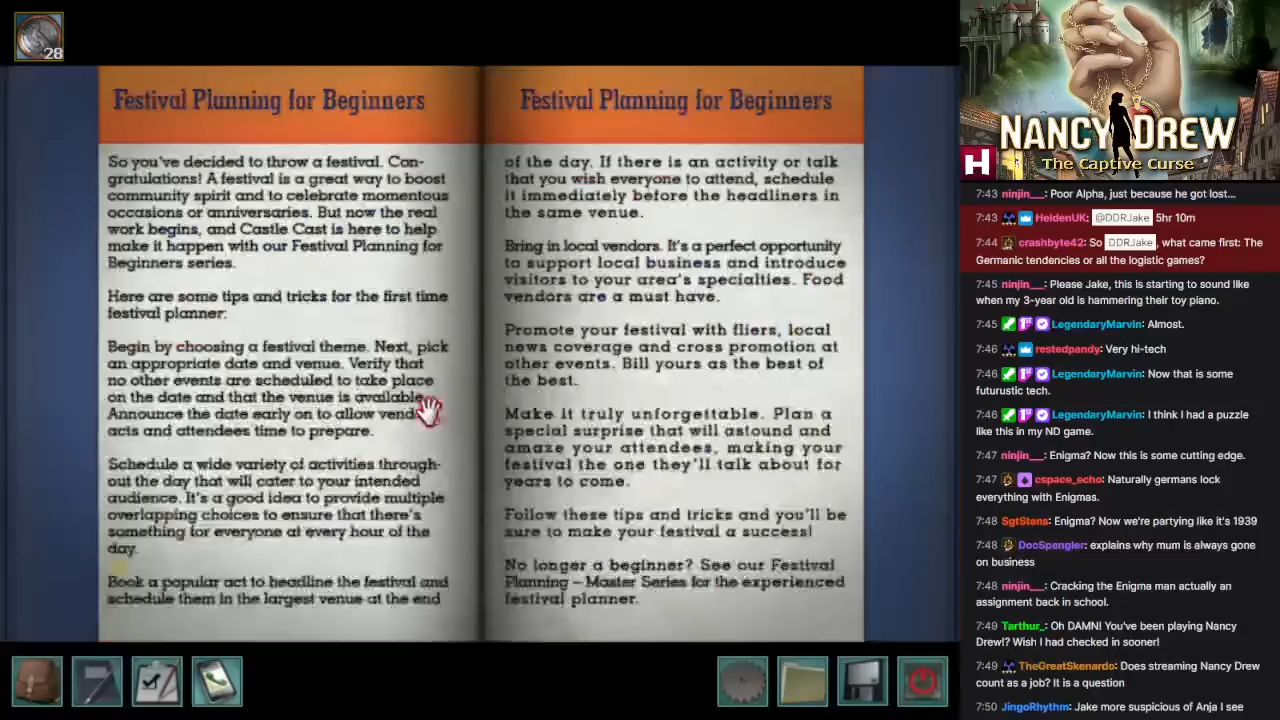 28
Festival Planning for Beginners
So you've decided to throw a festival. Con-
gratulations! A festival is a great way to boost
community spirit and to celebrate momentous
occasions or anniversaries. But now the real
work begins, and Castle Cast is here to help
make it happen with our Festival Planning for
Beginners series.
Here are some tips and tricks for the first time
festival planner:
Begin by choosing a festival theme. Next, pick
an appropriate date and venue. Verify that
no other events are scheduled to take place
on the date and that the venue is available
Announce the date early on to allow vend
acts and attendees time to prepare.
Schedule a wide variety of activities through-
out the day that will cater to your intended
audience. It's a good idea to provide multiple
overlapping choices to ensure that there's
something for everyone at every hour of the
day.
Book a popular act to headline the festival and
schedule them in the largest venue at the end
Festival Planning for Beginners
of the day. If there is an activity or talk
that you wish everyone to attend, schedule
it immediately before the headliners in
the same venue.
Bring in local vendors. It's a perfect opportunity
to support local business and introduce
visitors to your area's specialties. Food
vendors are a must have.
Promote your festival with fliers, local
news coverage and cross promotion at
other events. Bill yours as the best of
the best.
Make it truly unforgettable. Plan a
special surprise that will astound and
amaze your attendees, making your
festival the one they'll talk about for
years to come.
Follow these tips and tricks and you'll be
sure to make your festival a success!
No longer a beginner? See our Festival
Planning – Master Series for the experienced
festival planner.
NANCY DREW
The Captive Curse
H
7:43 ninjin__: Poor Alpha, just because he got lost...
7:43 HeldenUK: @DDRJake 5hr 10m
7:44 crashbyte42: So DDRJake, what came first: The
Germanic tendencies or all the logistic games?
7:45 ninjin__: Please Jake, this is starting to sound like
when my 3-year old is hammering their toy piano.
7:45 LegendaryMarvin: Almost.
7:46 restedpandy: Very hi-tech
7:46 LegendaryMarvin: Now that is some
futurustic tech.
7:46 LegendaryMarvin: I think I had a puzzle
like this in my ND game.
7:47 ninjin__: Enigma? Now this is some cutting edge.
7:47 cspace_echo: Naturally germans lock
everything with Enigmas.
7:48 SgtStens: Enigma? Now we're partying like it's 1939
7:48 DocSpengler: explains why mum is always gone
on business
7:48 ninjin__: Cracking the Enigma man actually an
assignment back in school.
7:49 Tarthur_: Oh DAMN! You've been playing Nancy
Drew!? Wish I had checked in sooner!
7:49 TheGreatSkenardo: Does streaming Nancy Drew
count as a job? It is a question
7:50 JingoRhythm: Jake more suspicious of Anja I see